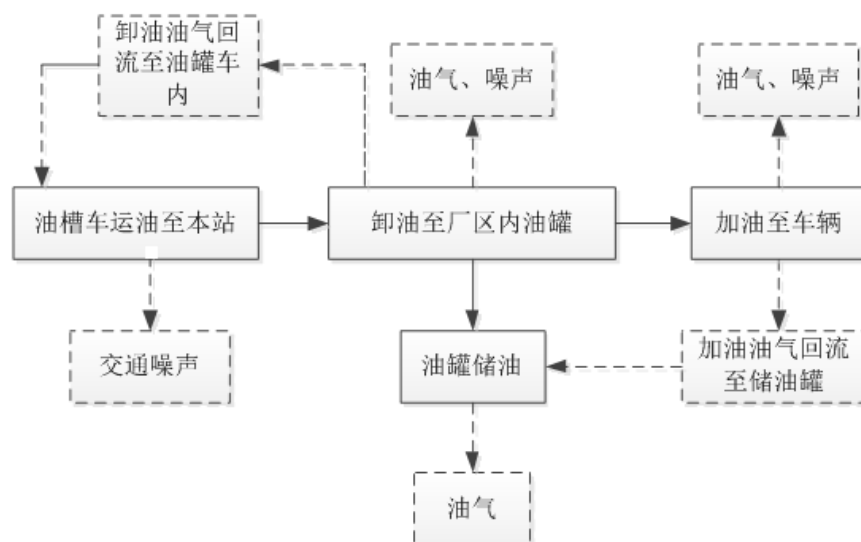 卸油油气回
流至油罐车
内
油气、噪声
油气、噪声
油槽车运油至本站
卸油至厂区内油罐
加油至车辆
交通噪声
油罐储油
加油油气回流
至储油罐
油气